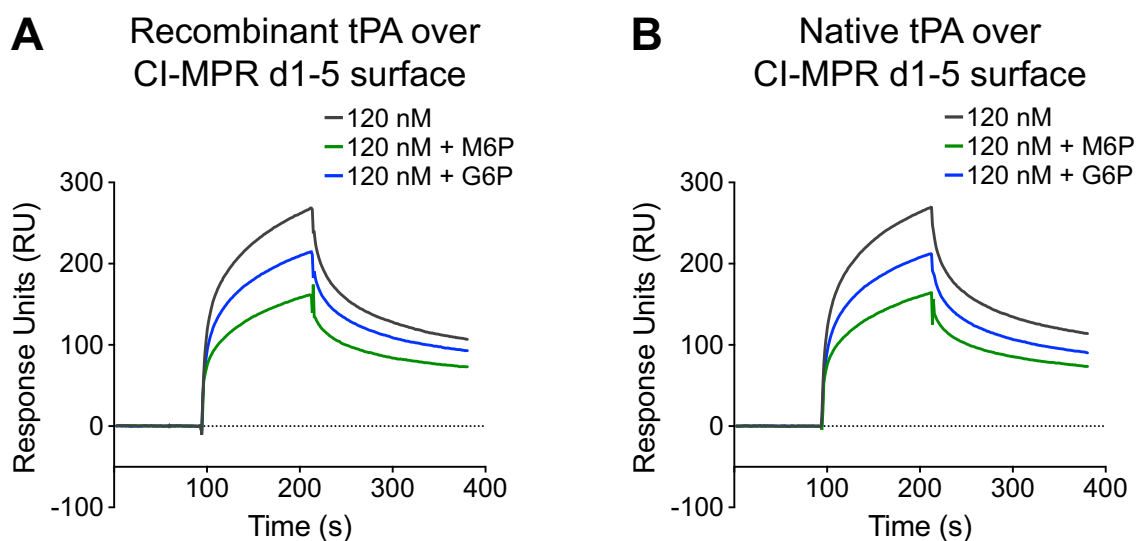 A
Recombinant tPA over
CI-MPR d1-5 surface
120 nM
120 nM + M6P
120 nM + G6P
Response Units (RU)
300
200
100
0
-100
100
200
300
400
Time (s)
B
Native tPA over
CI-MPR d1-5 surface
120 nM
120 nM + M6P
120 nM + G6P
Response Units (RU)
300
200
100
0
-100
100
200
300
400
Time (s)